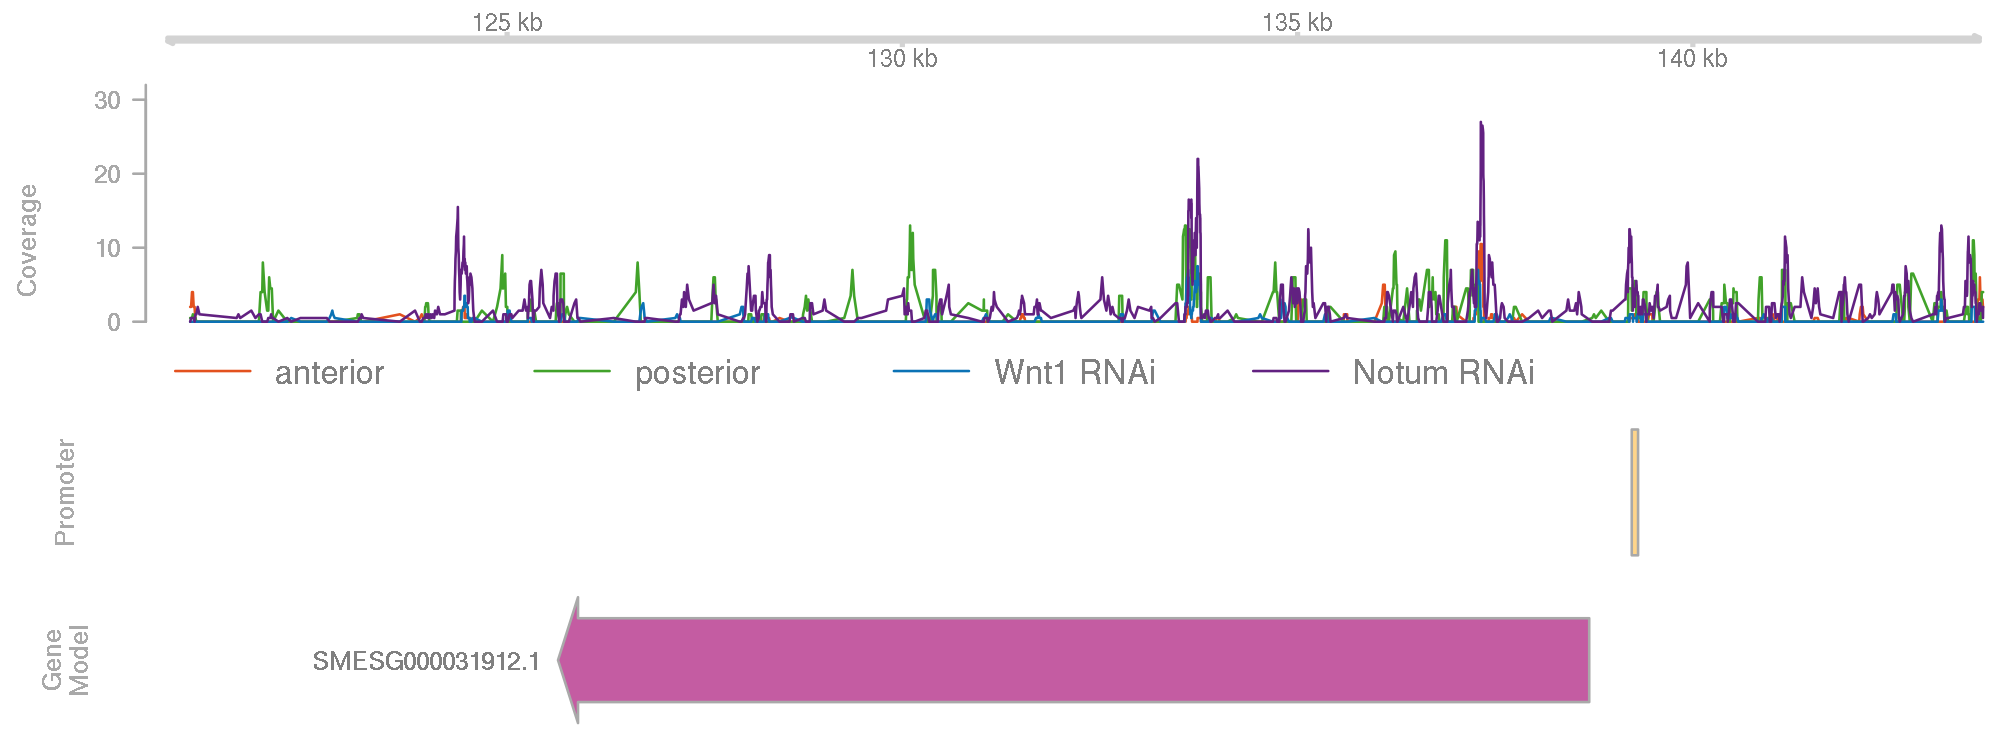 125 kb
135 kb
130 kb
140 kb
30
20
10
0
Coverage
anterior
posterior
Wnt1 RNAi
Notum RNAi
Promoter
Gene
Model
SMESG000031912.1